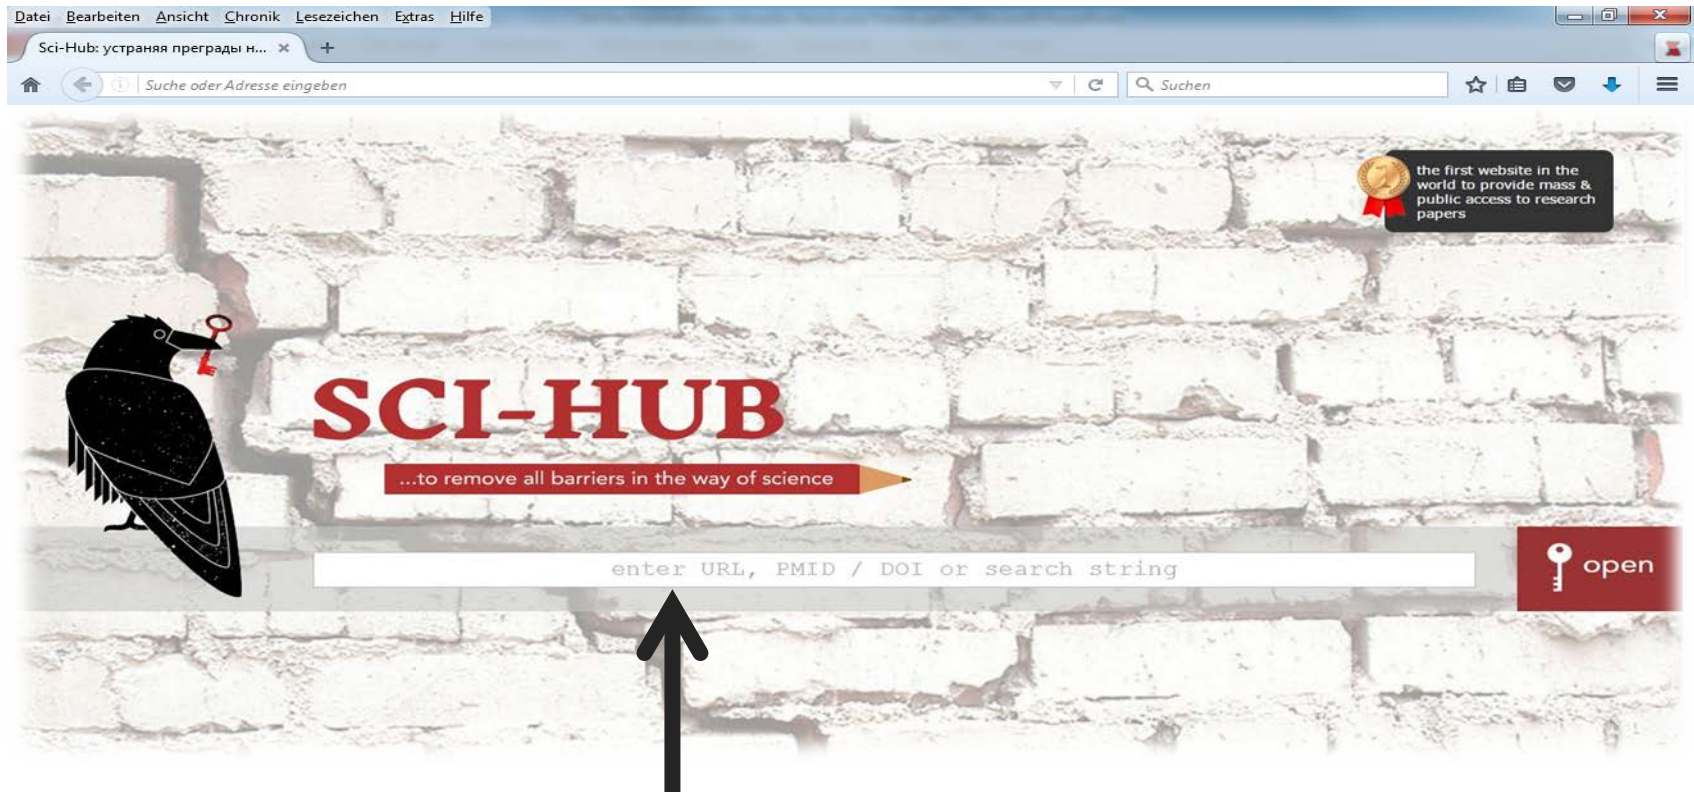 Datei Bearbeiten Ansicht Chronik Lesezeichen Extras Hilfe
Sci-Hub: устраняя преграды н...
Suche oder Adresse eingeben
Suchen
the first website in the
world to provide mass &
public access to research
papers
SCI-HUB
...to remove all barriers in the way of science
enter URL, PMID / DOI or search string
open